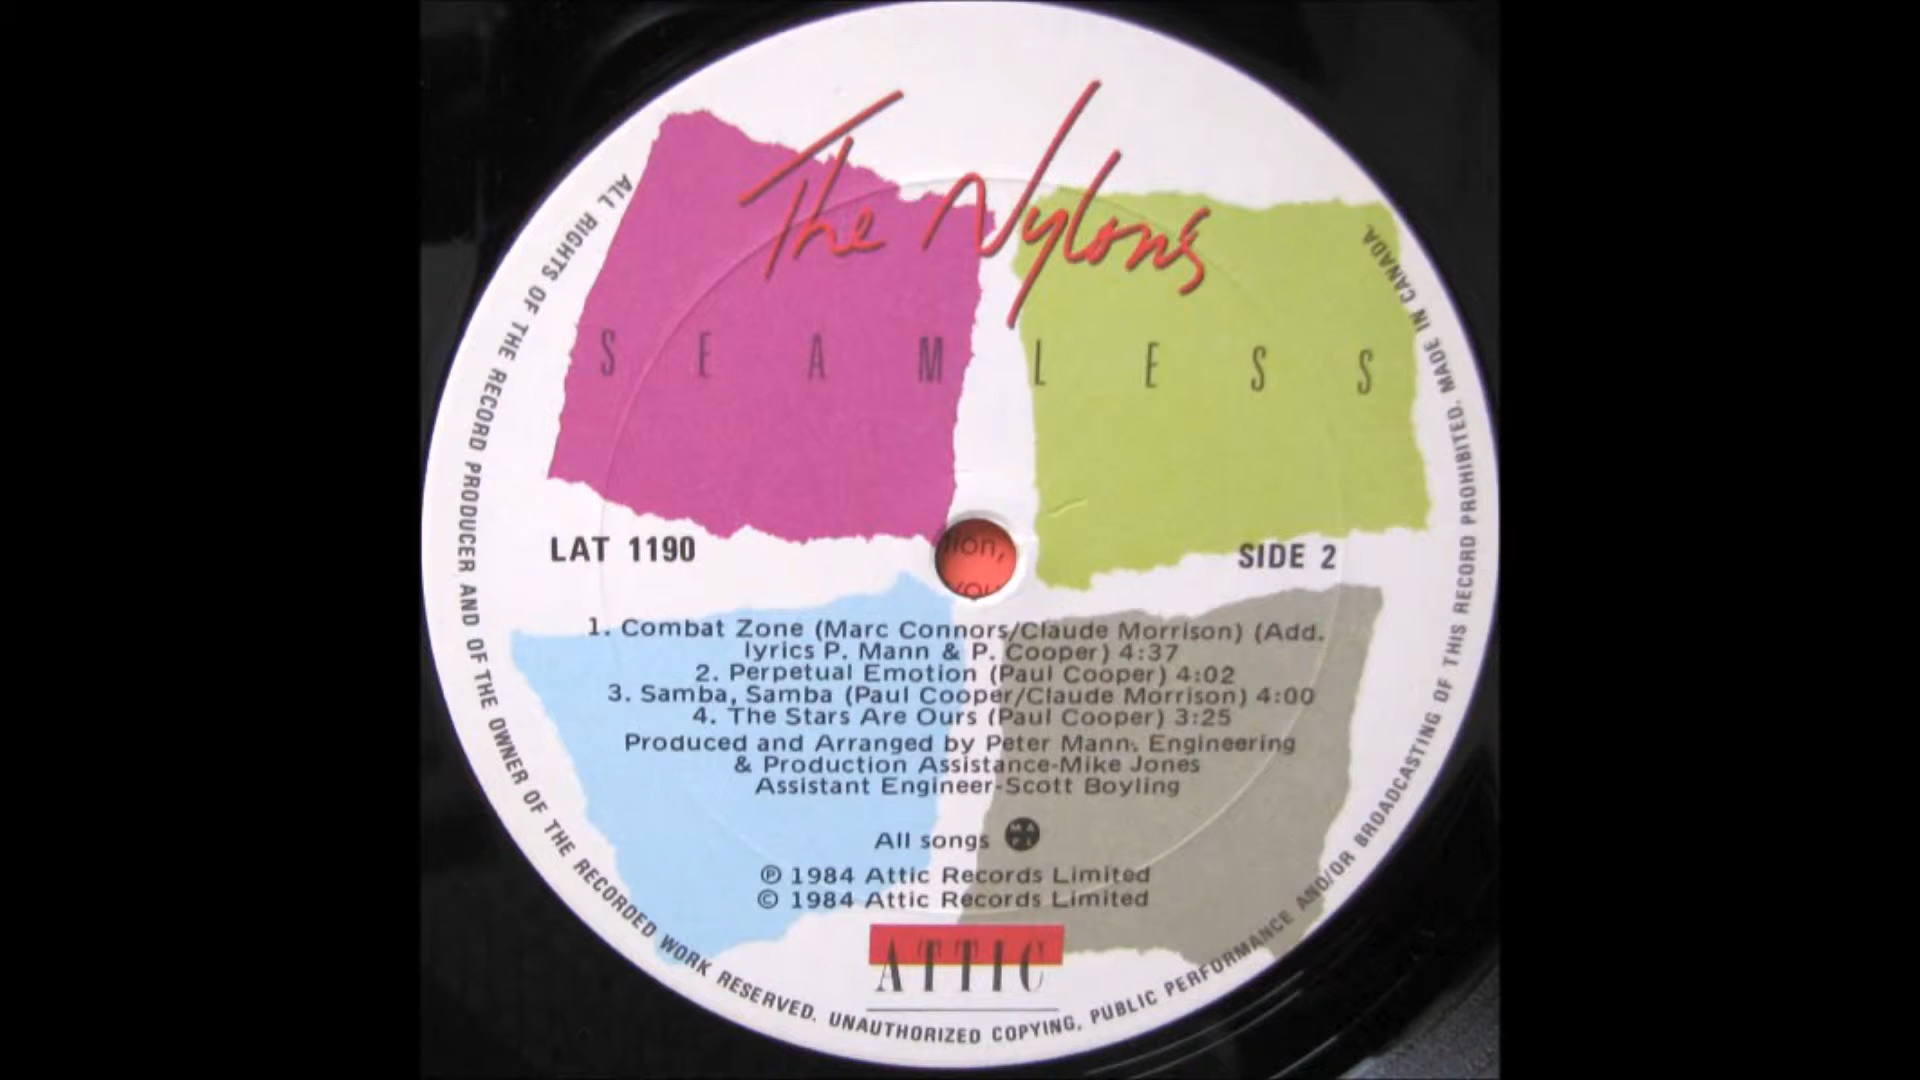 The Nylons
SEAMLESS
LAT 1190
SIDE 2
1. Combat Zone (Marc Connors/Claude Morrison) (Add.
lyrics P. Mann & P. Cooper) 4:37
2. Perpetual Emotion (Paul Cooper) 4:02
3. Samba, Samba (Paul Cooper/Claude Morrison) 4:00
4. The Stars Are Ours (Paul Cooper) 3:25
Produced and Arranged by Peter Mann. Engineering
& Production Assistance-Mike Jones
Assistant Engineer-Scott Boyling
All songs
℗ 1984 Attic Records Limited
© 1984 Attic Records Limited
ATTIC
ALL RIGHTS OF THE RECORD PRODUCER AND OF THE OWNER OF THE RECORDED WORK RESERVED. UNAUTHORIZED COPYING, PUBLIC PERFORMANCE AND/OR BROADCASTING OF THIS RECORD PROHIBITED. MADE IN CANADA.